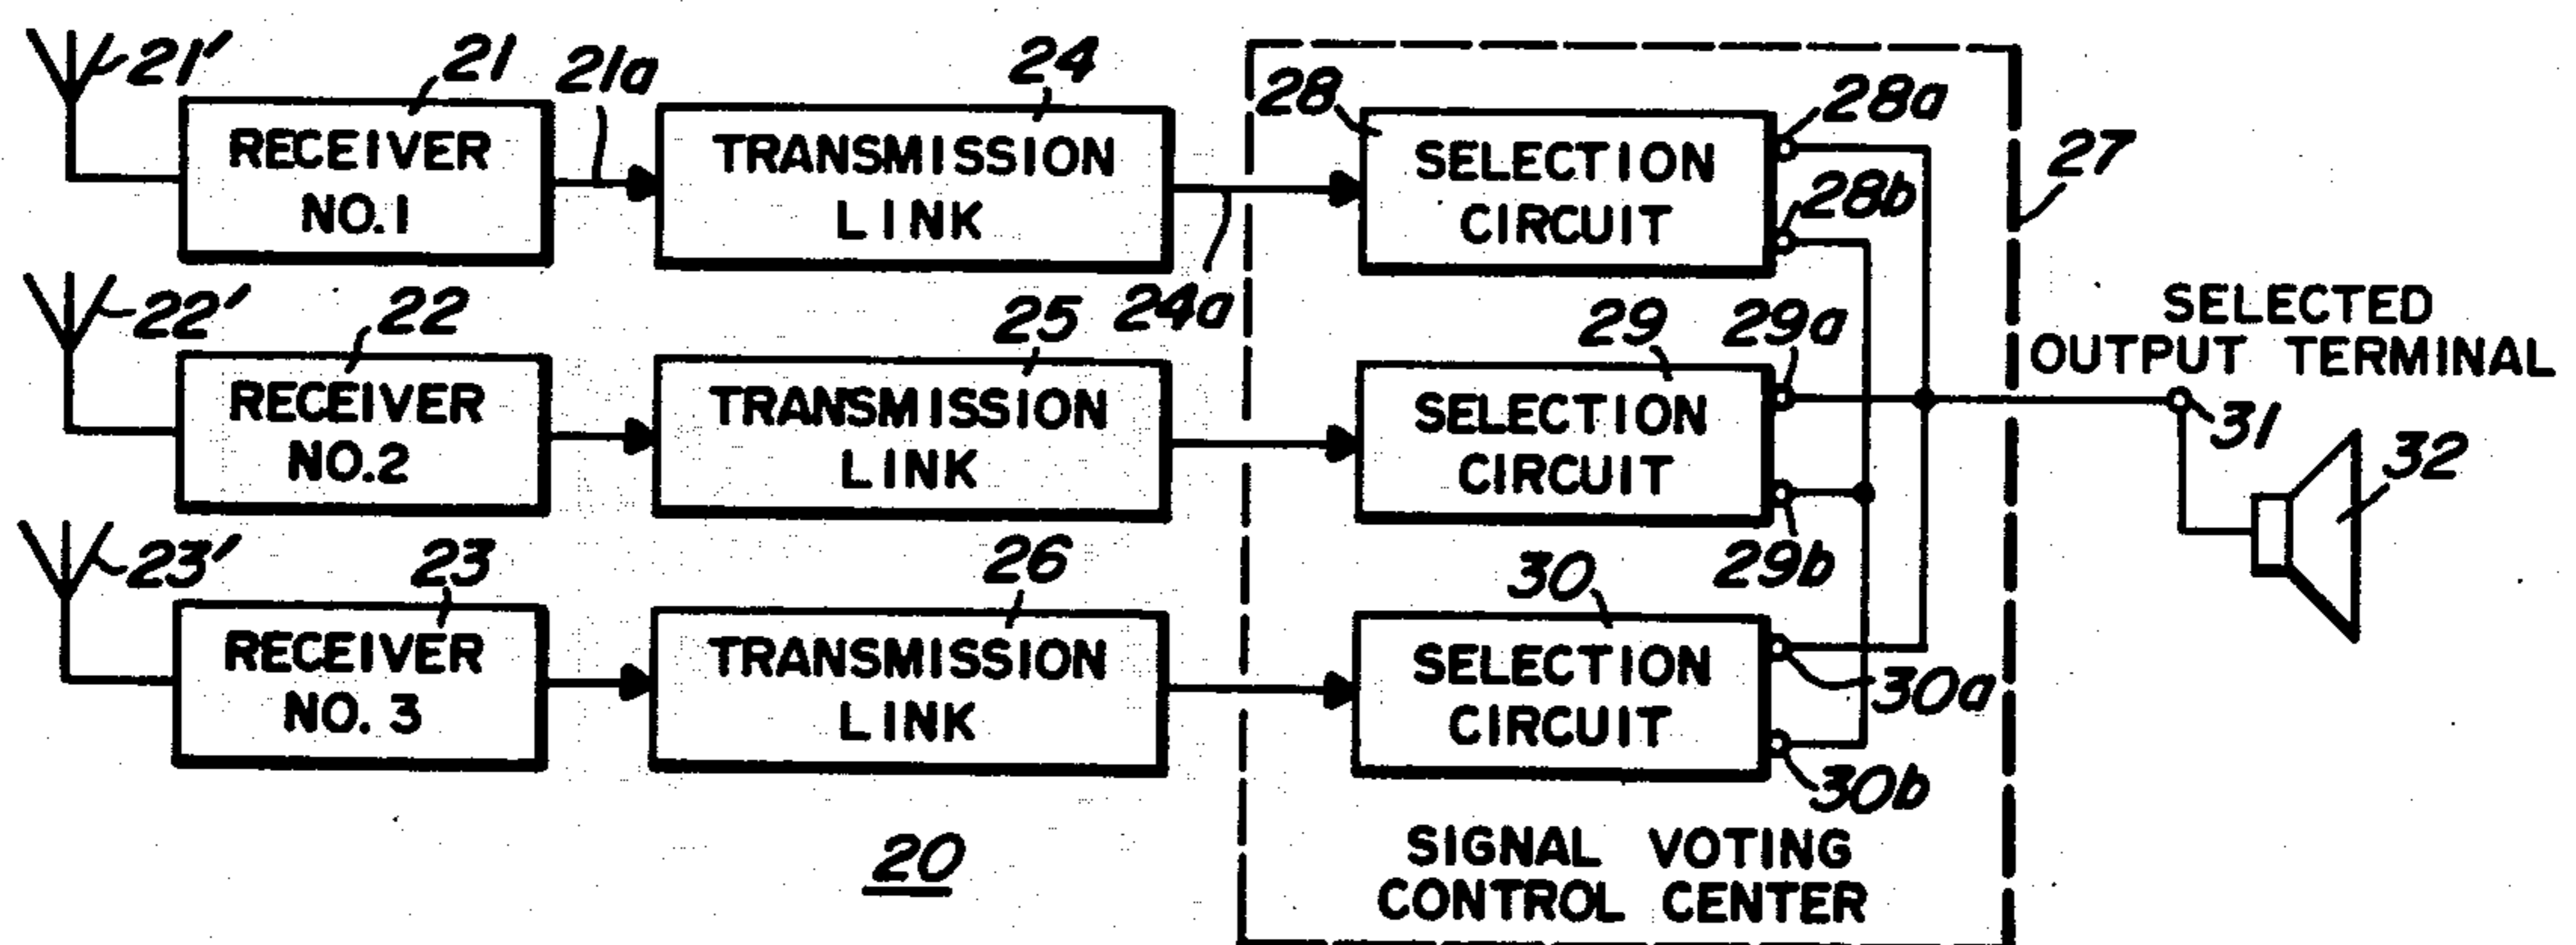 21'
21
21a
24
28
28a
27
RECEIVER
NO. 1
TRANSMISSION
LINK
SELECTION
CIRCUIT
28b
22'
22
25
24a
29
29a
SELECTED
OUTPUT TERMINAL
RECEIVER
NO.2
TRANSMISSION
LINK
SELECTION
CIRCUIT
31
32
23'
23
26
30
29b
RECEIVER
NO. 3
TRANSMISSION
LINK
SELECTION
CIRCUIT
30a
30b
20
SIGNAL VOTING
CONTROL CENTER